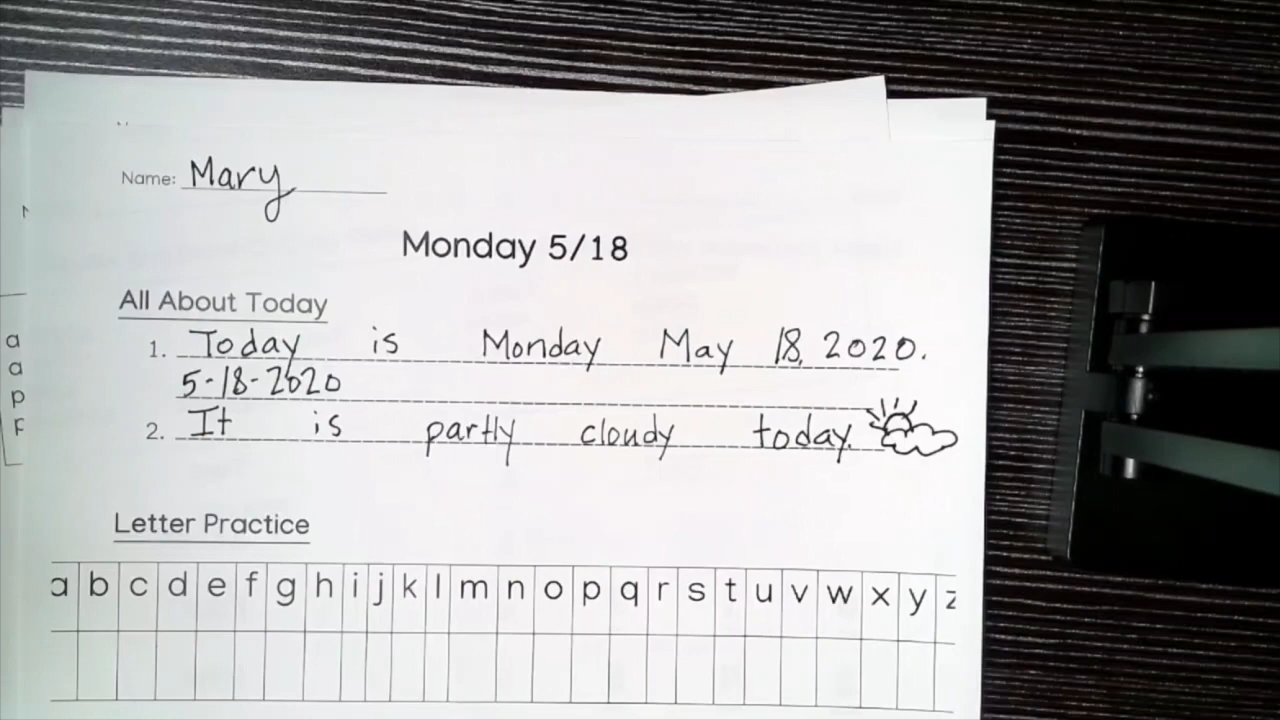 Name: Mary
Monday 5/18
All About Today
1. Today is Monday May 18, 2020.
5-18-2020
2. It is partly cloudy today.
Letter Practice
a b c d e f g h i j k l m n o p q r s t u v w x y z
a
a
p